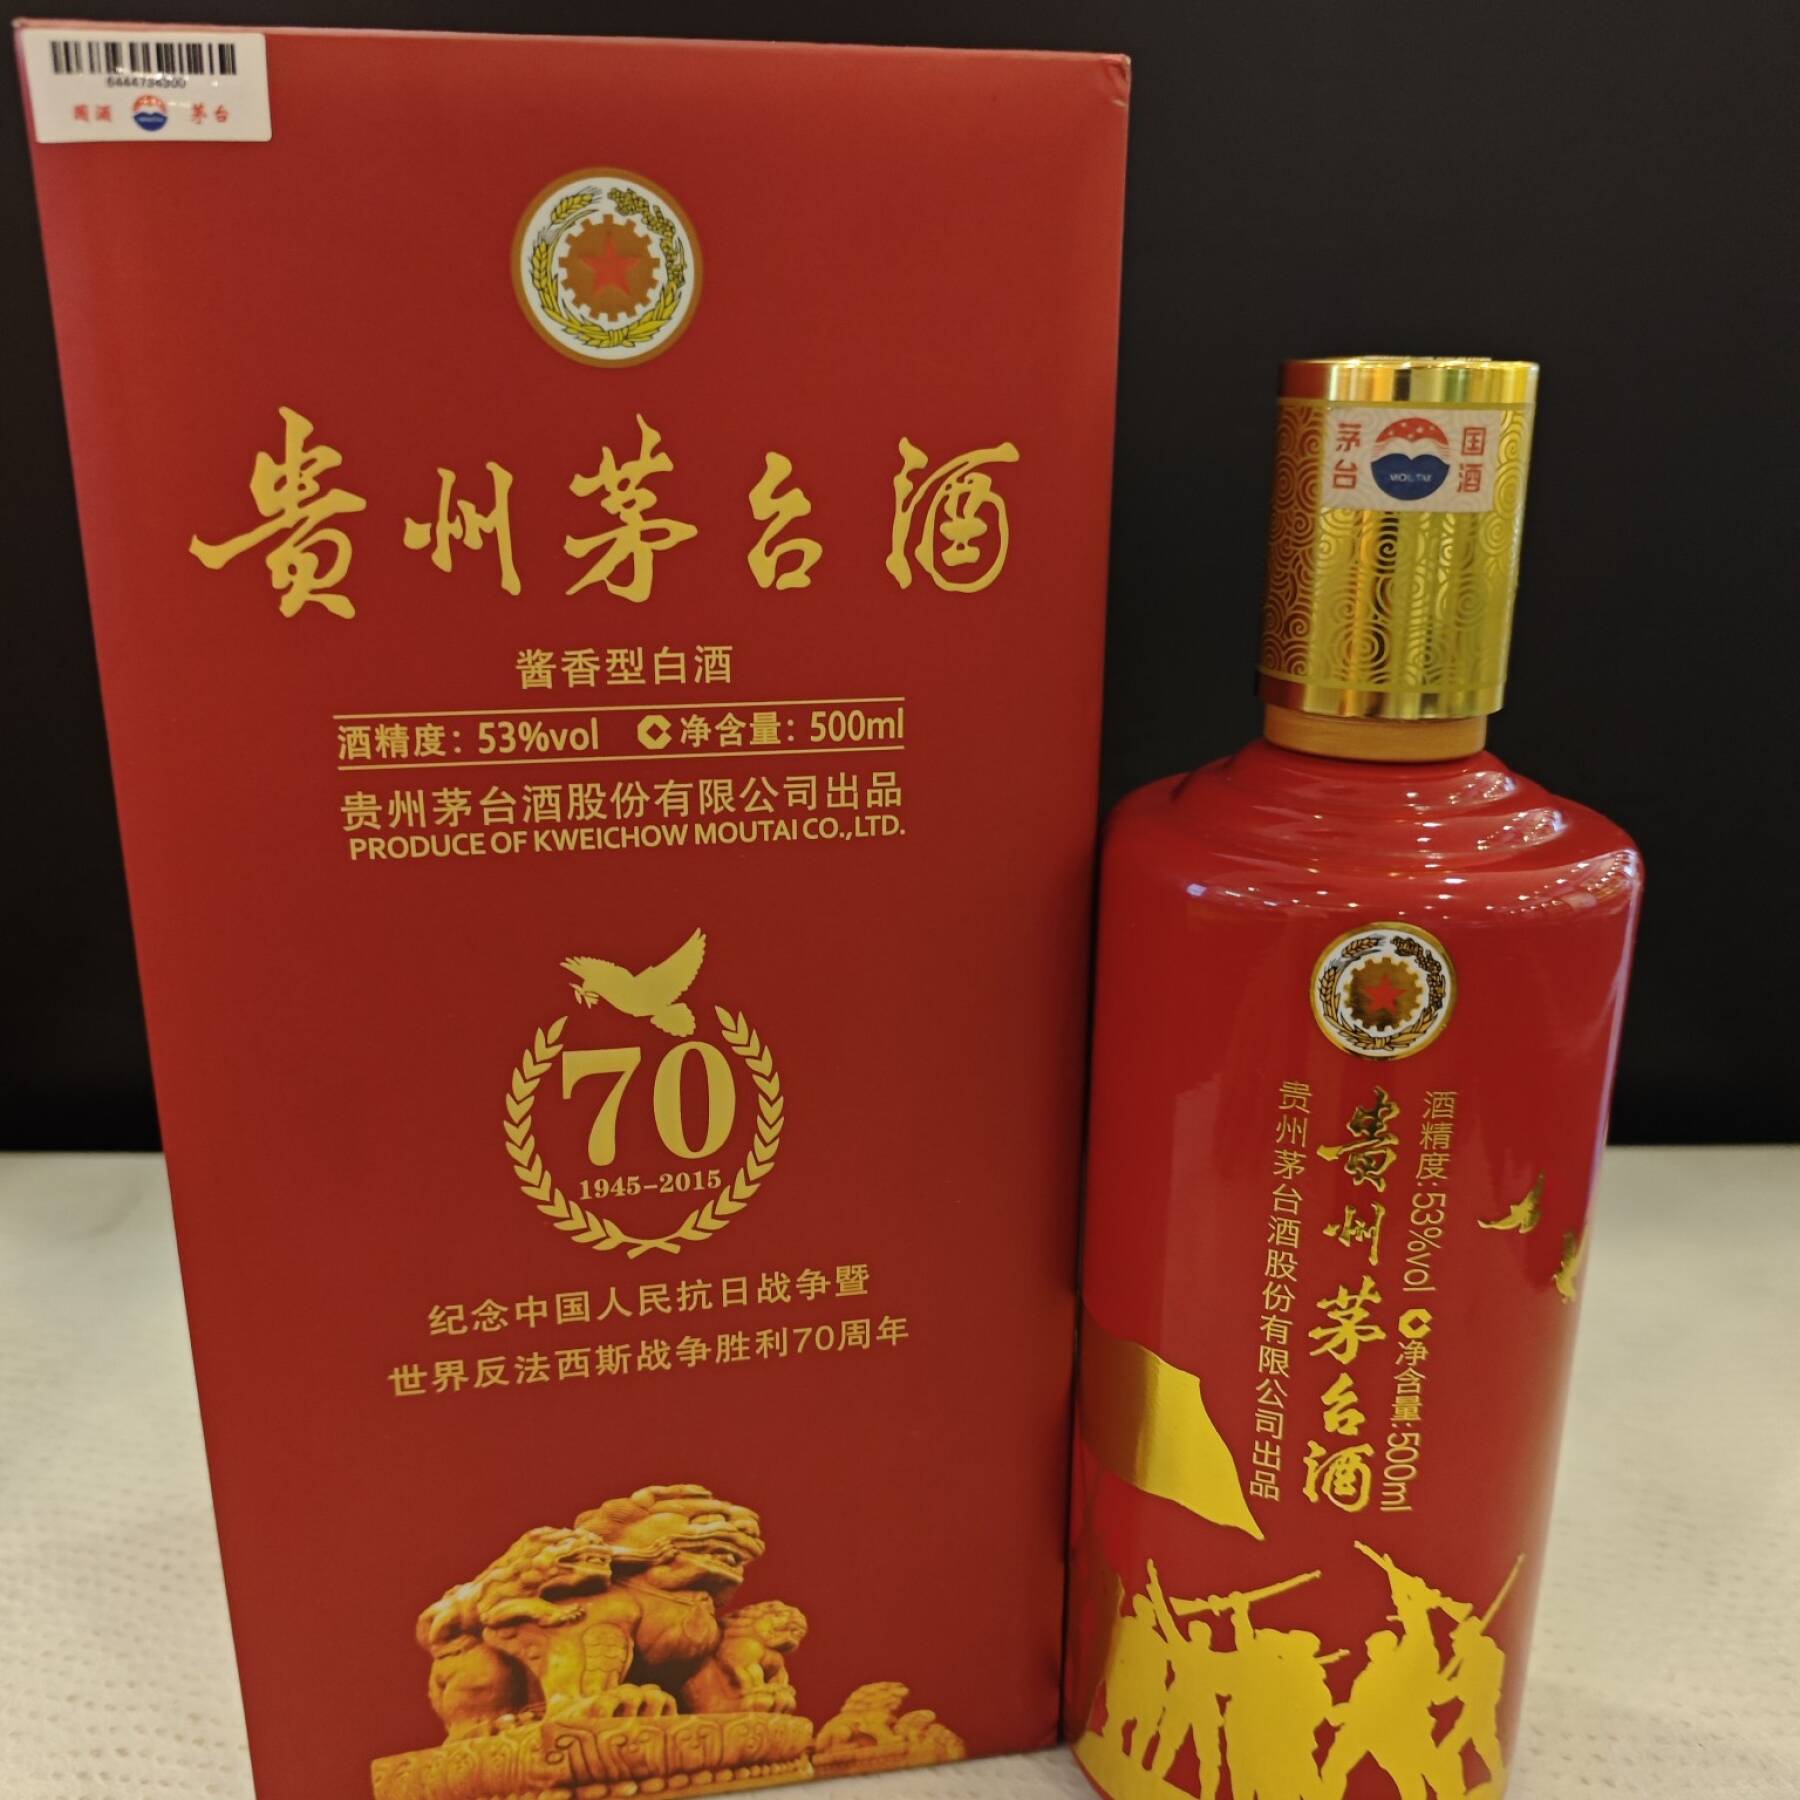 6444784300
国酒 MOUTAI 茅台
贵州茅台酒
酱香型白酒
酒精度：53%vol 净含量：500ml
贵州茅台酒股份有限公司出品
PRODUCE OF KWEICHOW MOUTAI CO.,LTD.
70
1945-2015
纪念中国人民抗日战争暨
世界反法西斯战争胜利70周年
茅台 MOUTAI 国酒
酒精度:53%vol 净含量:500ml
贵州茅台酒
贵州茅台酒股份有限公司出品